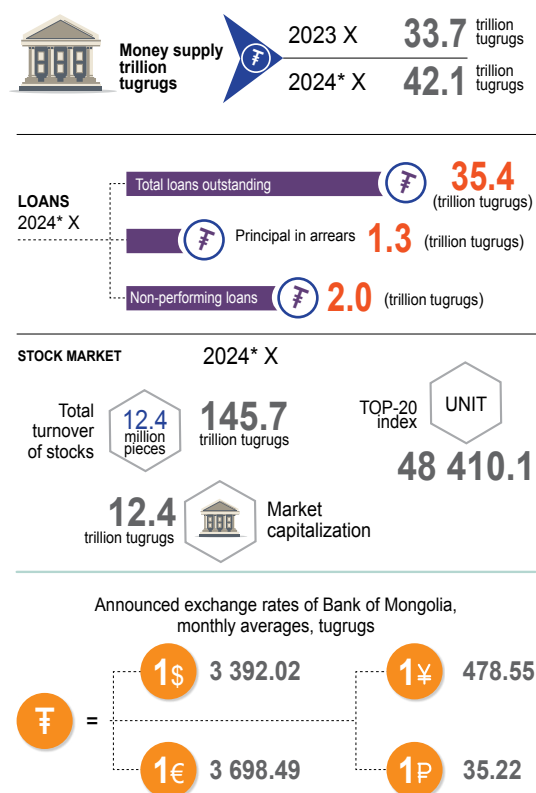 Money supply
trillion
tugrugs
₮
2023 X 33.7 trillion tugrugs
2024* X 42.1 trillion tugrugs
LOANS
2024* X
Total loans outstanding ₮ 35.4
(trillion tugrugs)
₮ Principal in arrears 1.3 (trillion tugrugs)
Non-performing loans ₮ 2.0 (trillion tugrugs)
STOCK MARKET 2024* X
Total
turnover
of stocks
12.4
million
pieces
145.7
trillion tugrugs
TOP-20
index
UNIT
48 410.1
12.4
trillion tugrugs
Market
capitalization
Announced exchange rates of Bank of Mongolia,
monthly averages, tugrugs
₮ =
1$ 3 392.02
1¥ 478.55
1€ 3 698.49
1₽ 35.22